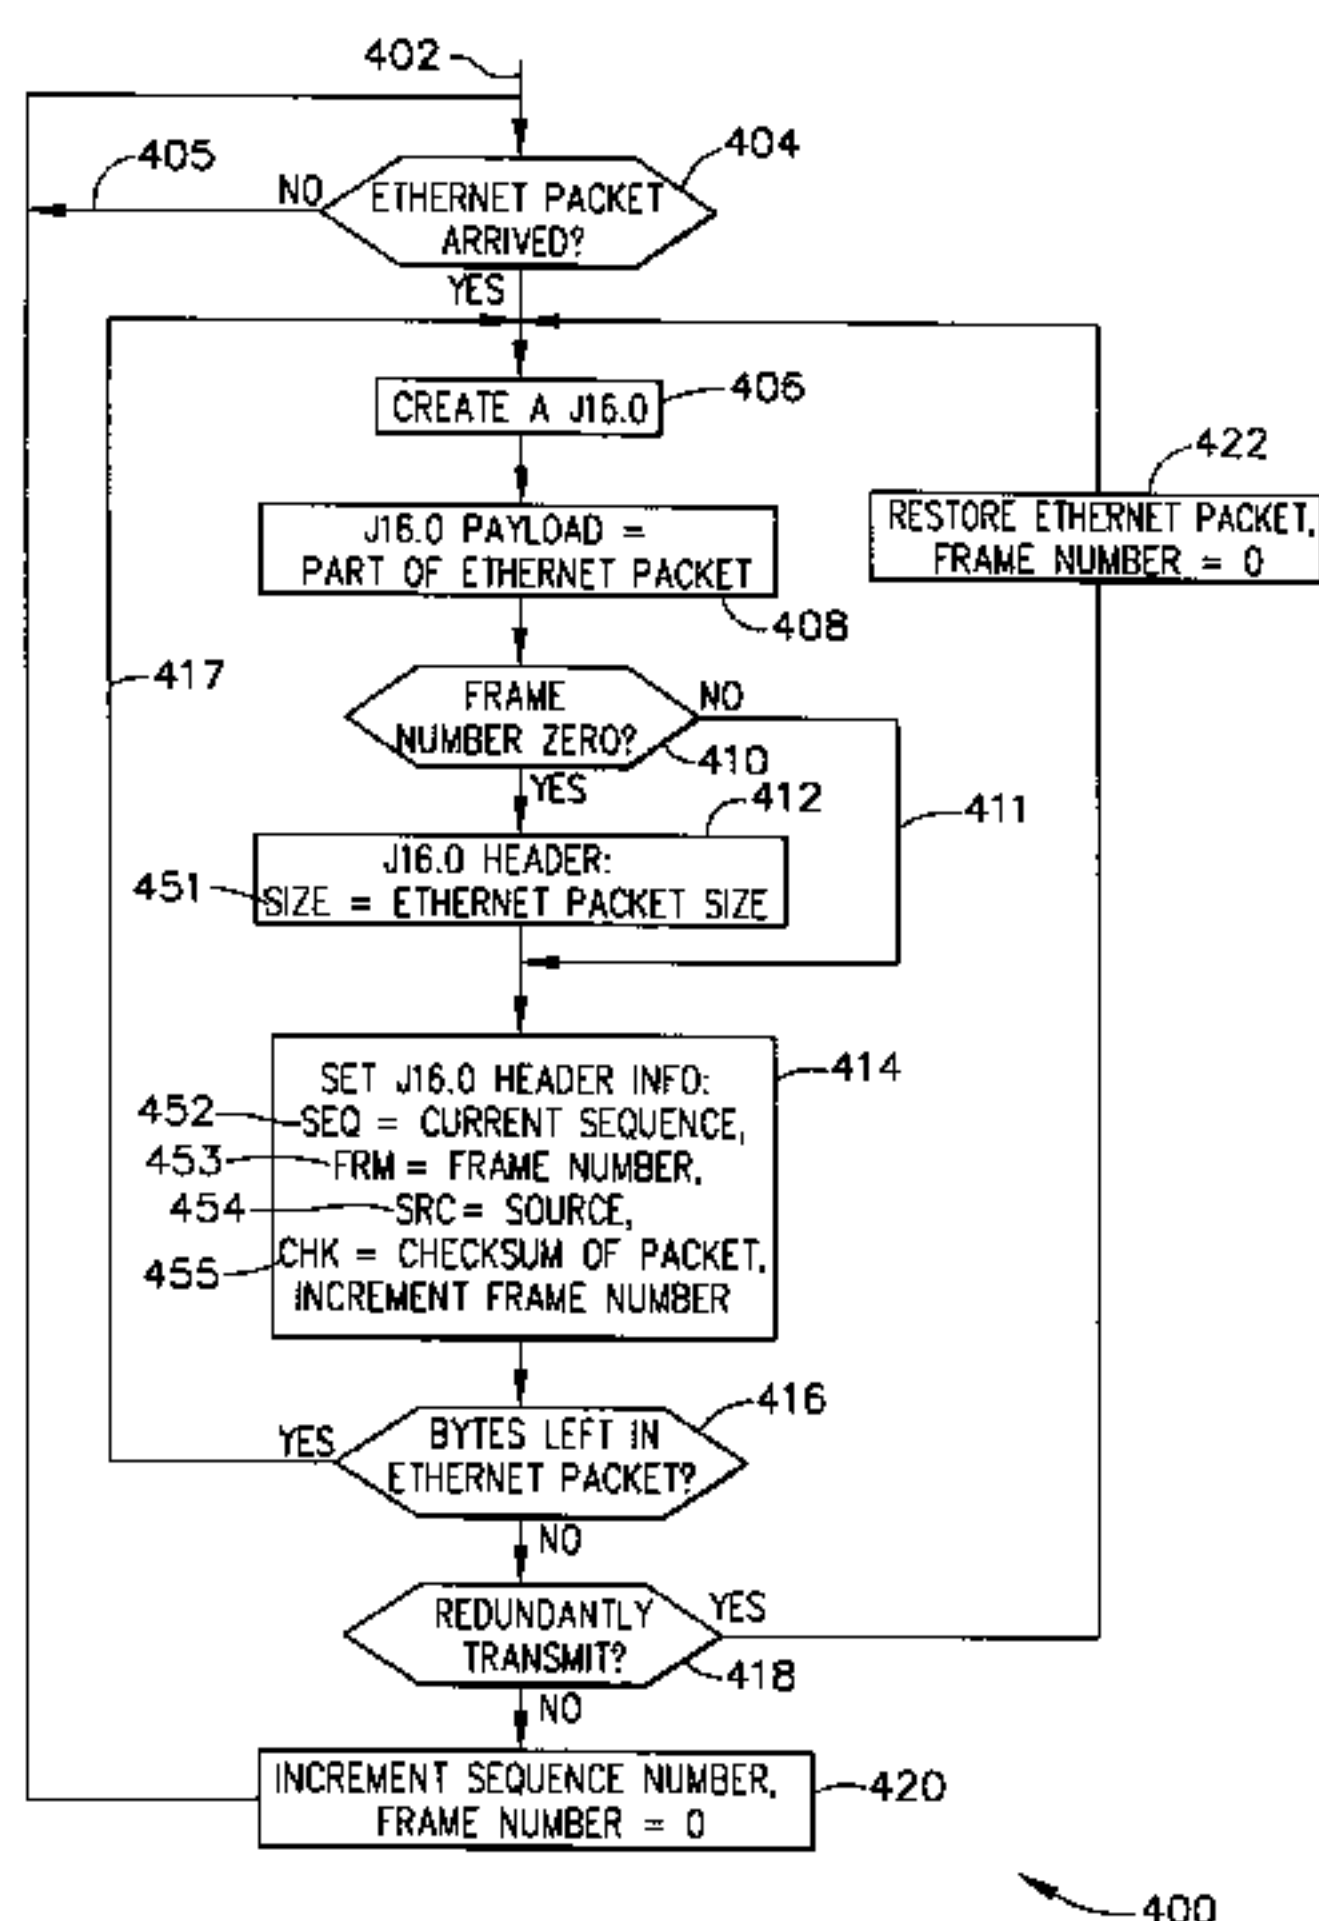 402
404
405
NO
ETHERNET PACKET
ARRIVED?
YES
406
CREATE A J16.0
422
RESTORE ETHERNET PACKET,
FRAME NUMBER = 0
J16.0 PAYLOAD =
PART OF ETHERNET PACKET
408
417
FRAME
NUMBER ZERO?
NO
410
YES
412
411
J16.0 HEADER:
451
SIZE = ETHERNET PACKET SIZE
414
SET J16.0 HEADER INFO:
452
SEQ = CURRENT SEQUENCE,
453
FRM = FRAME NUMBER,
454
SRC = SOURCE,
455
CHK = CHECKSUM OF PACKET,
INCREMENT FRAME NUMBER
416
YES
BYTES LEFT IN
ETHERNET PACKET?
NO
REDUNDANTLY
TRANSMIT?
YES
418
NO
INCREMENT SEQUENCE NUMBER,
FRAME NUMBER = 0
420
400